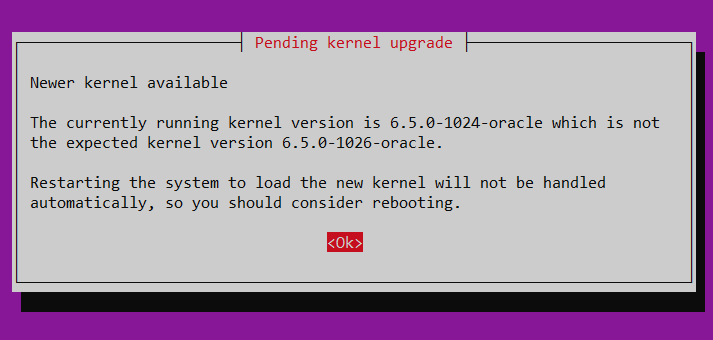 Pending kernel upgrade
Newer kernel available
The currently running kernel version is 6.5.0-1024-oracle which is not
the expected kernel version 6.5.0-1026-oracle.
Restarting the system to load the new kernel will not be handled
automatically, so you should consider rebooting.
<Ok>